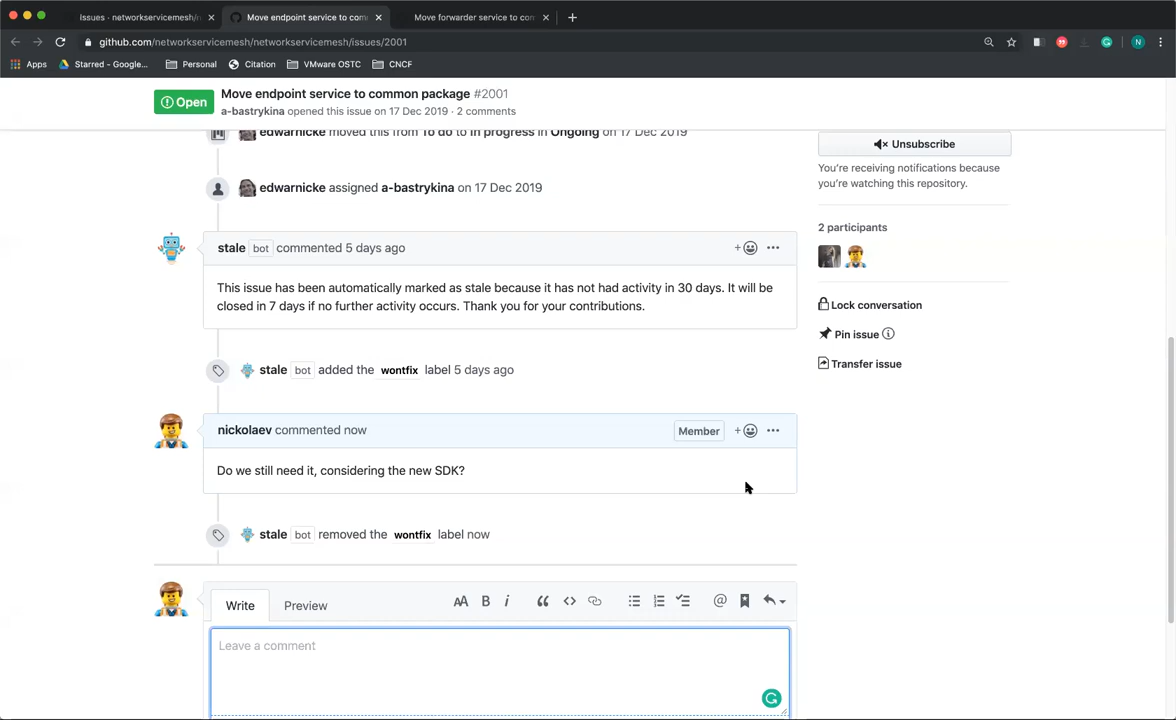 Issues · networservicemesh/n
Move endpoint service to com
Move forwarder service to com
github.com/networkservicemesh/networkservicemesh/issues/2001
Apps
Starred - Google...
Personal
Citation
VMware OSTC
CNCF
Open
Move endpoint service to common package #2001
a-bastrykina opened this issue on 17 Dec 2019 · 2 comments
edwarnicke moved this from To do to In progress in Ongoing on 17 Dec 2019
edwarnicke assigned a-bastrykina on 17 Dec 2019
stale bot commented 5 days ago
This issue has been automatically marked as stale because it has not had activity in 30 days. It will be
closed in 7 days if no further activity occurs. Thank you for your contributions.
stale bot added the wontfix label 5 days ago
nickolaev commented now
Member
Do we still need it, considering the new SDK?
stale bot removed the wontfix label now
Write
Preview
AA B i
Leave a comment
Unsubscribe
You're receiving notifications because
you're watching this repository.
2 participants
Lock conversation
Pin issue
Transfer issue